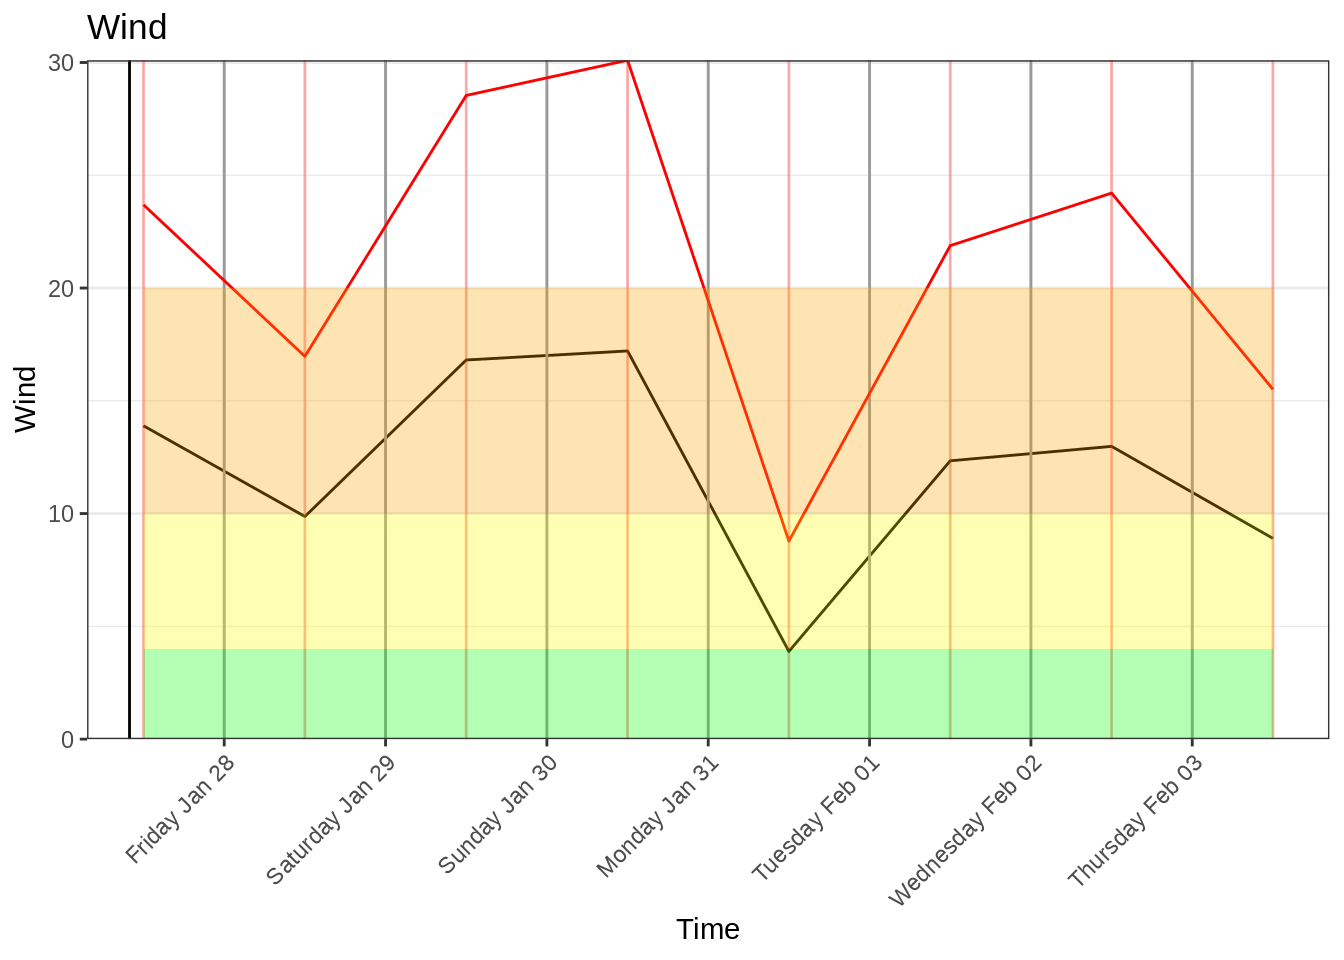 Wind
30
20
10
0
Wind
Friday Jan 28
Saturday Jan 29
Sunday Jan 30
Monday Jan 31
Tuesday Feb 01
Wednesday Feb 02
Thursday Feb 03
Time